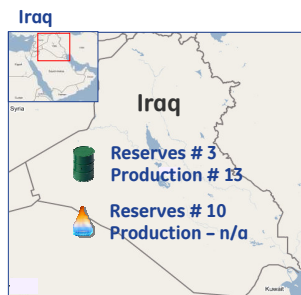 Iraq
Syria
Iraq
Reserves # 3
Production # 13
Reserves # 10
Production – n/a
Kuwait